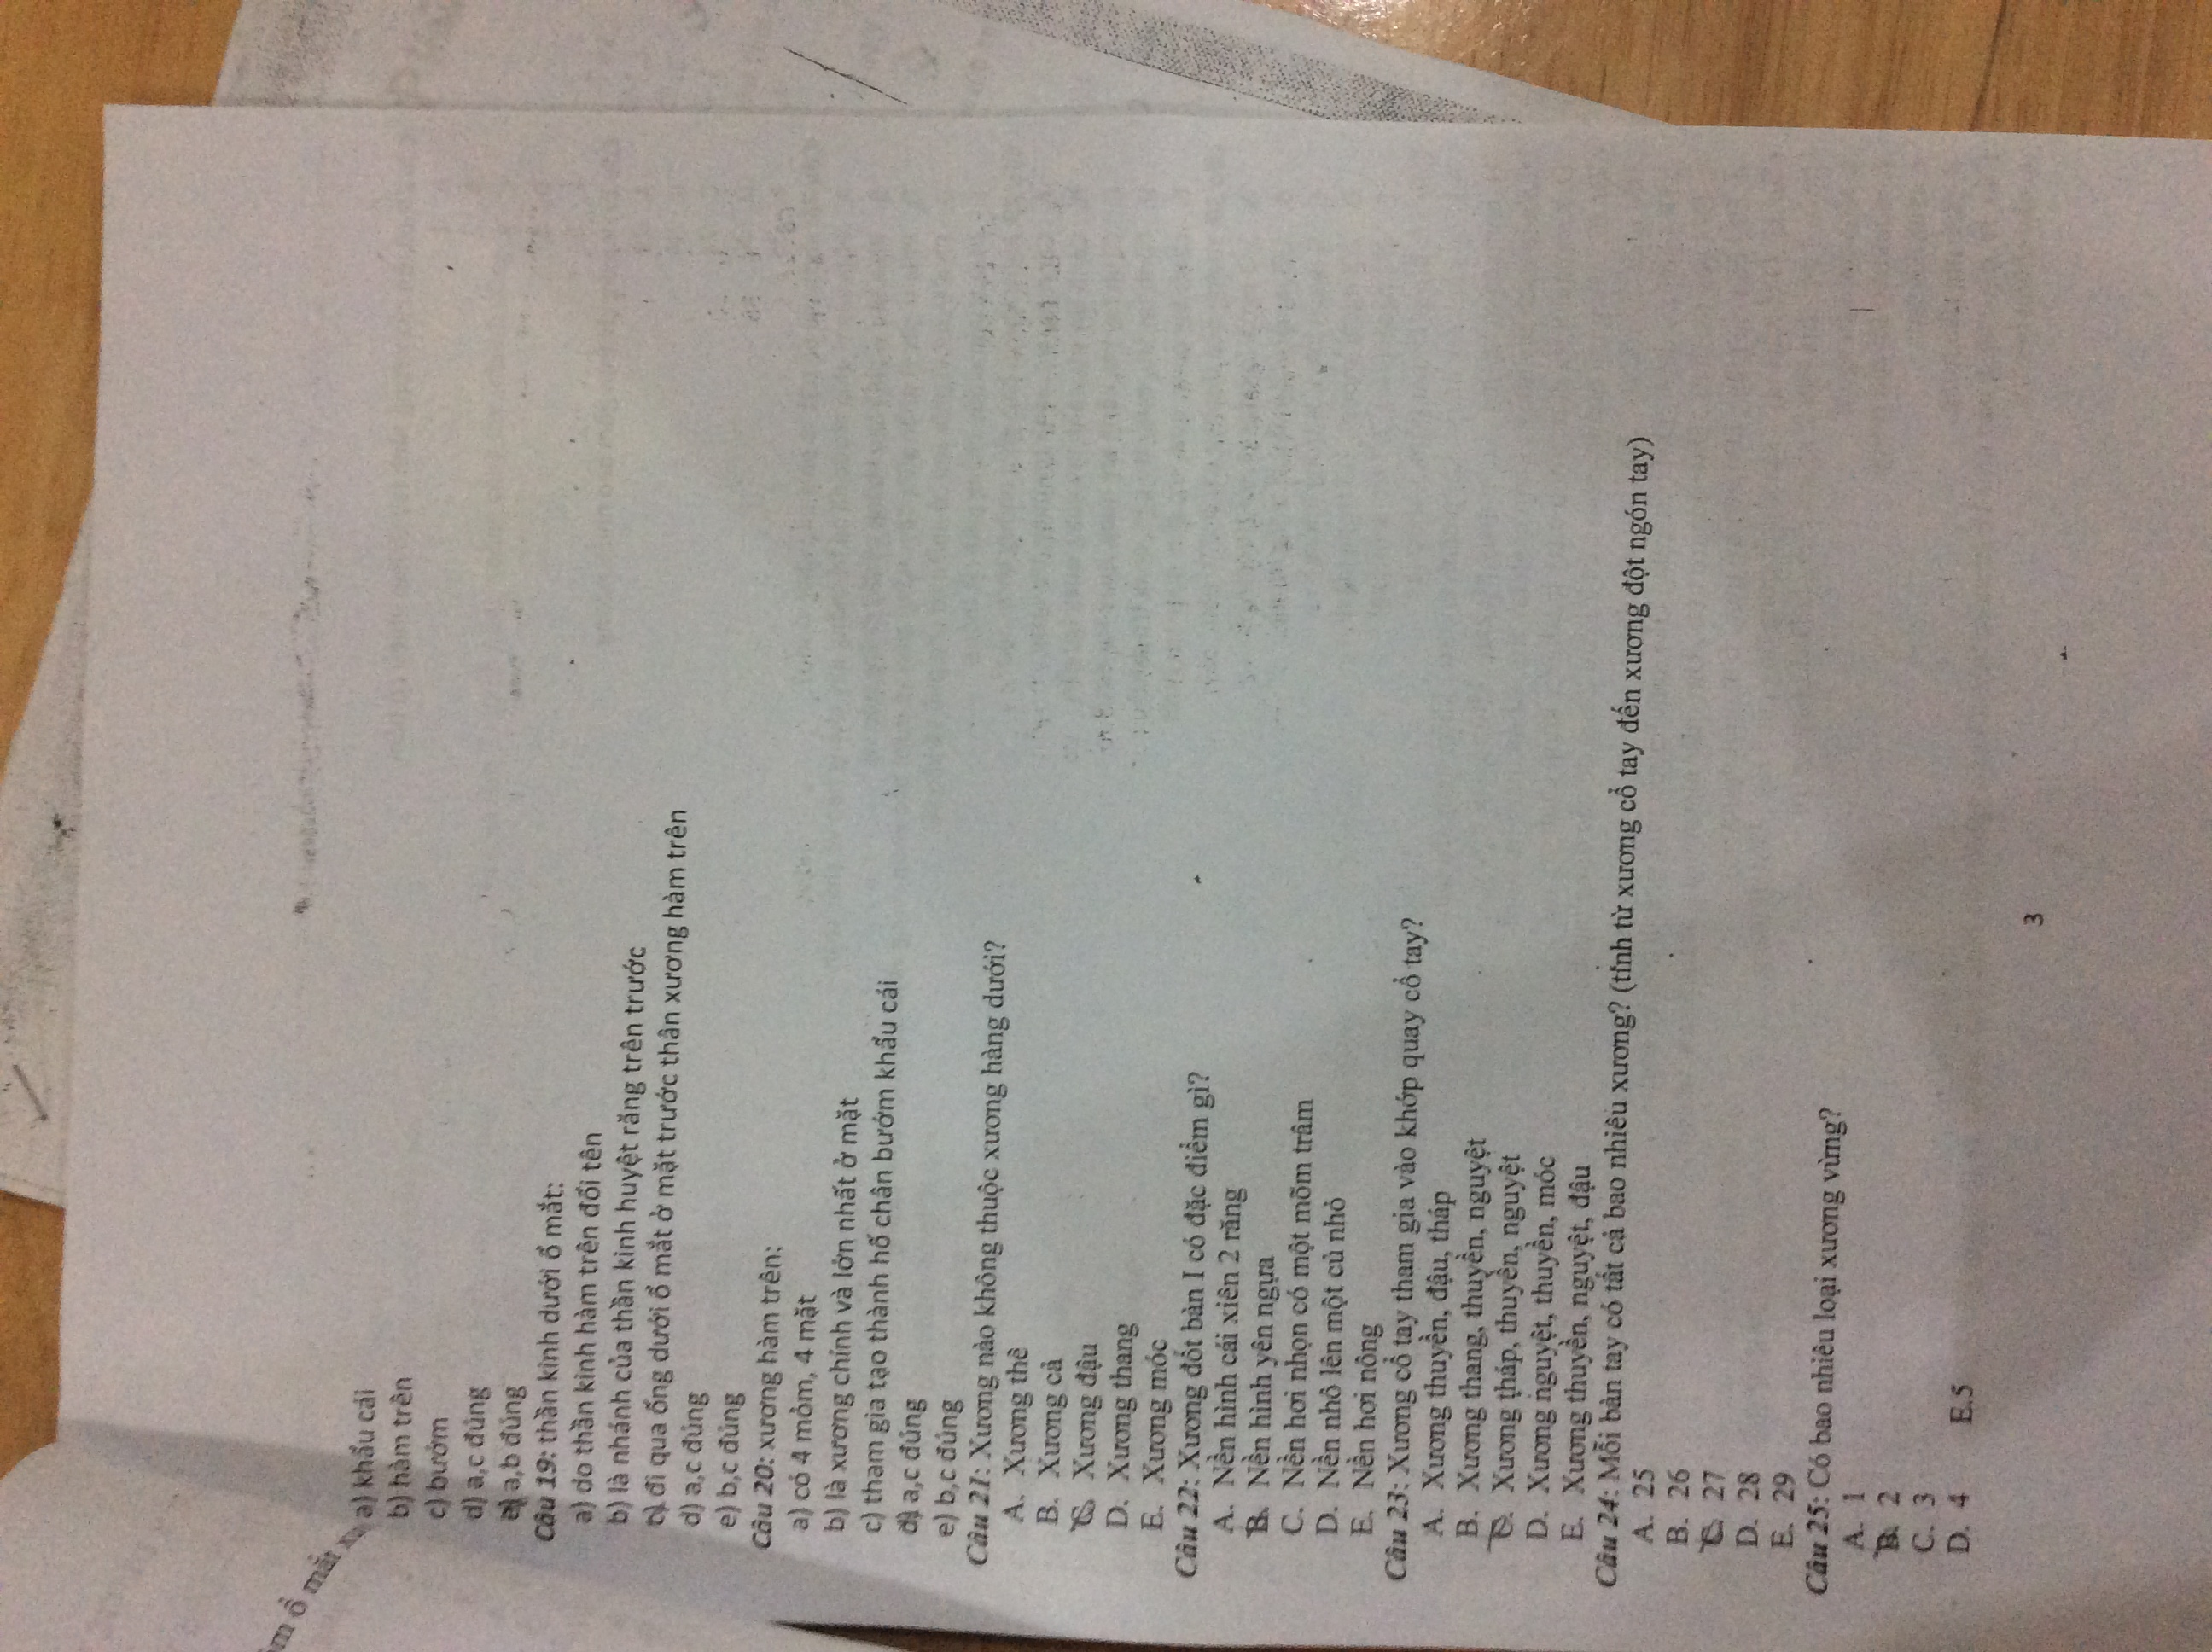 m ổ mắt
a) khẩu cái
b) hàm trên
c) bướm
d) a,c đúng
e) a,b đúng
Câu 19: thần kinh dưới ổ mắt:
a) do thần kinh hàm trên đổi tên
b) là nhánh của thần kinh huyệt răng trên trước
c) đi qua ống dưới ổ mắt ở mặt trước thân xương hàm trên
d) a,c đúng
e) b,c đúng
Câu 20: xương hàm trên:
a) có 4 mỏm, 4 mặt
b) là xương chính và lớn nhất ở mặt
c) tham gia tạo thành hố chân bướm khẩu cái
d) a,c đúng
e) b,c đúng
Câu 21: Xương nào không thuộc xương hàng dưới?
A. Xương thê
B. Xương cả
C. Xương đậu
D. Xương thang
E. Xương móc
Câu 22: Xương đốt bàn I có đặc điểm gì?
A. Nền hình cái xiên 2 răng
B. Nền hình yên ngựa
C. Nền hơi nhọn có một mõm trâm
D. Nền nhô lên một củ nhỏ
E. Nền hơi nông
Câu 23: Xương cổ tay tham gia vào khớp quay cổ tay?
A. Xương thuyền, đậu, tháp
B. Xương thang, thuyền, nguyệt
C. Xương tháp, thuyền, nguyệt
D. Xương nguyệt, thuyền, móc
E. Xương thuyền, nguyệt, đậu
Câu 24: Mỗi bàn tay có tất cả bao nhiêu xương? (tính từ xương cổ tay đến xương đột ngón tay)
A. 25
B. 26
C. 27
D. 28
E. 29
Câu 25: Có bao nhiêu loại xương vừng?
A. 1
B. 2
C. 3
D. 4 E.5
3